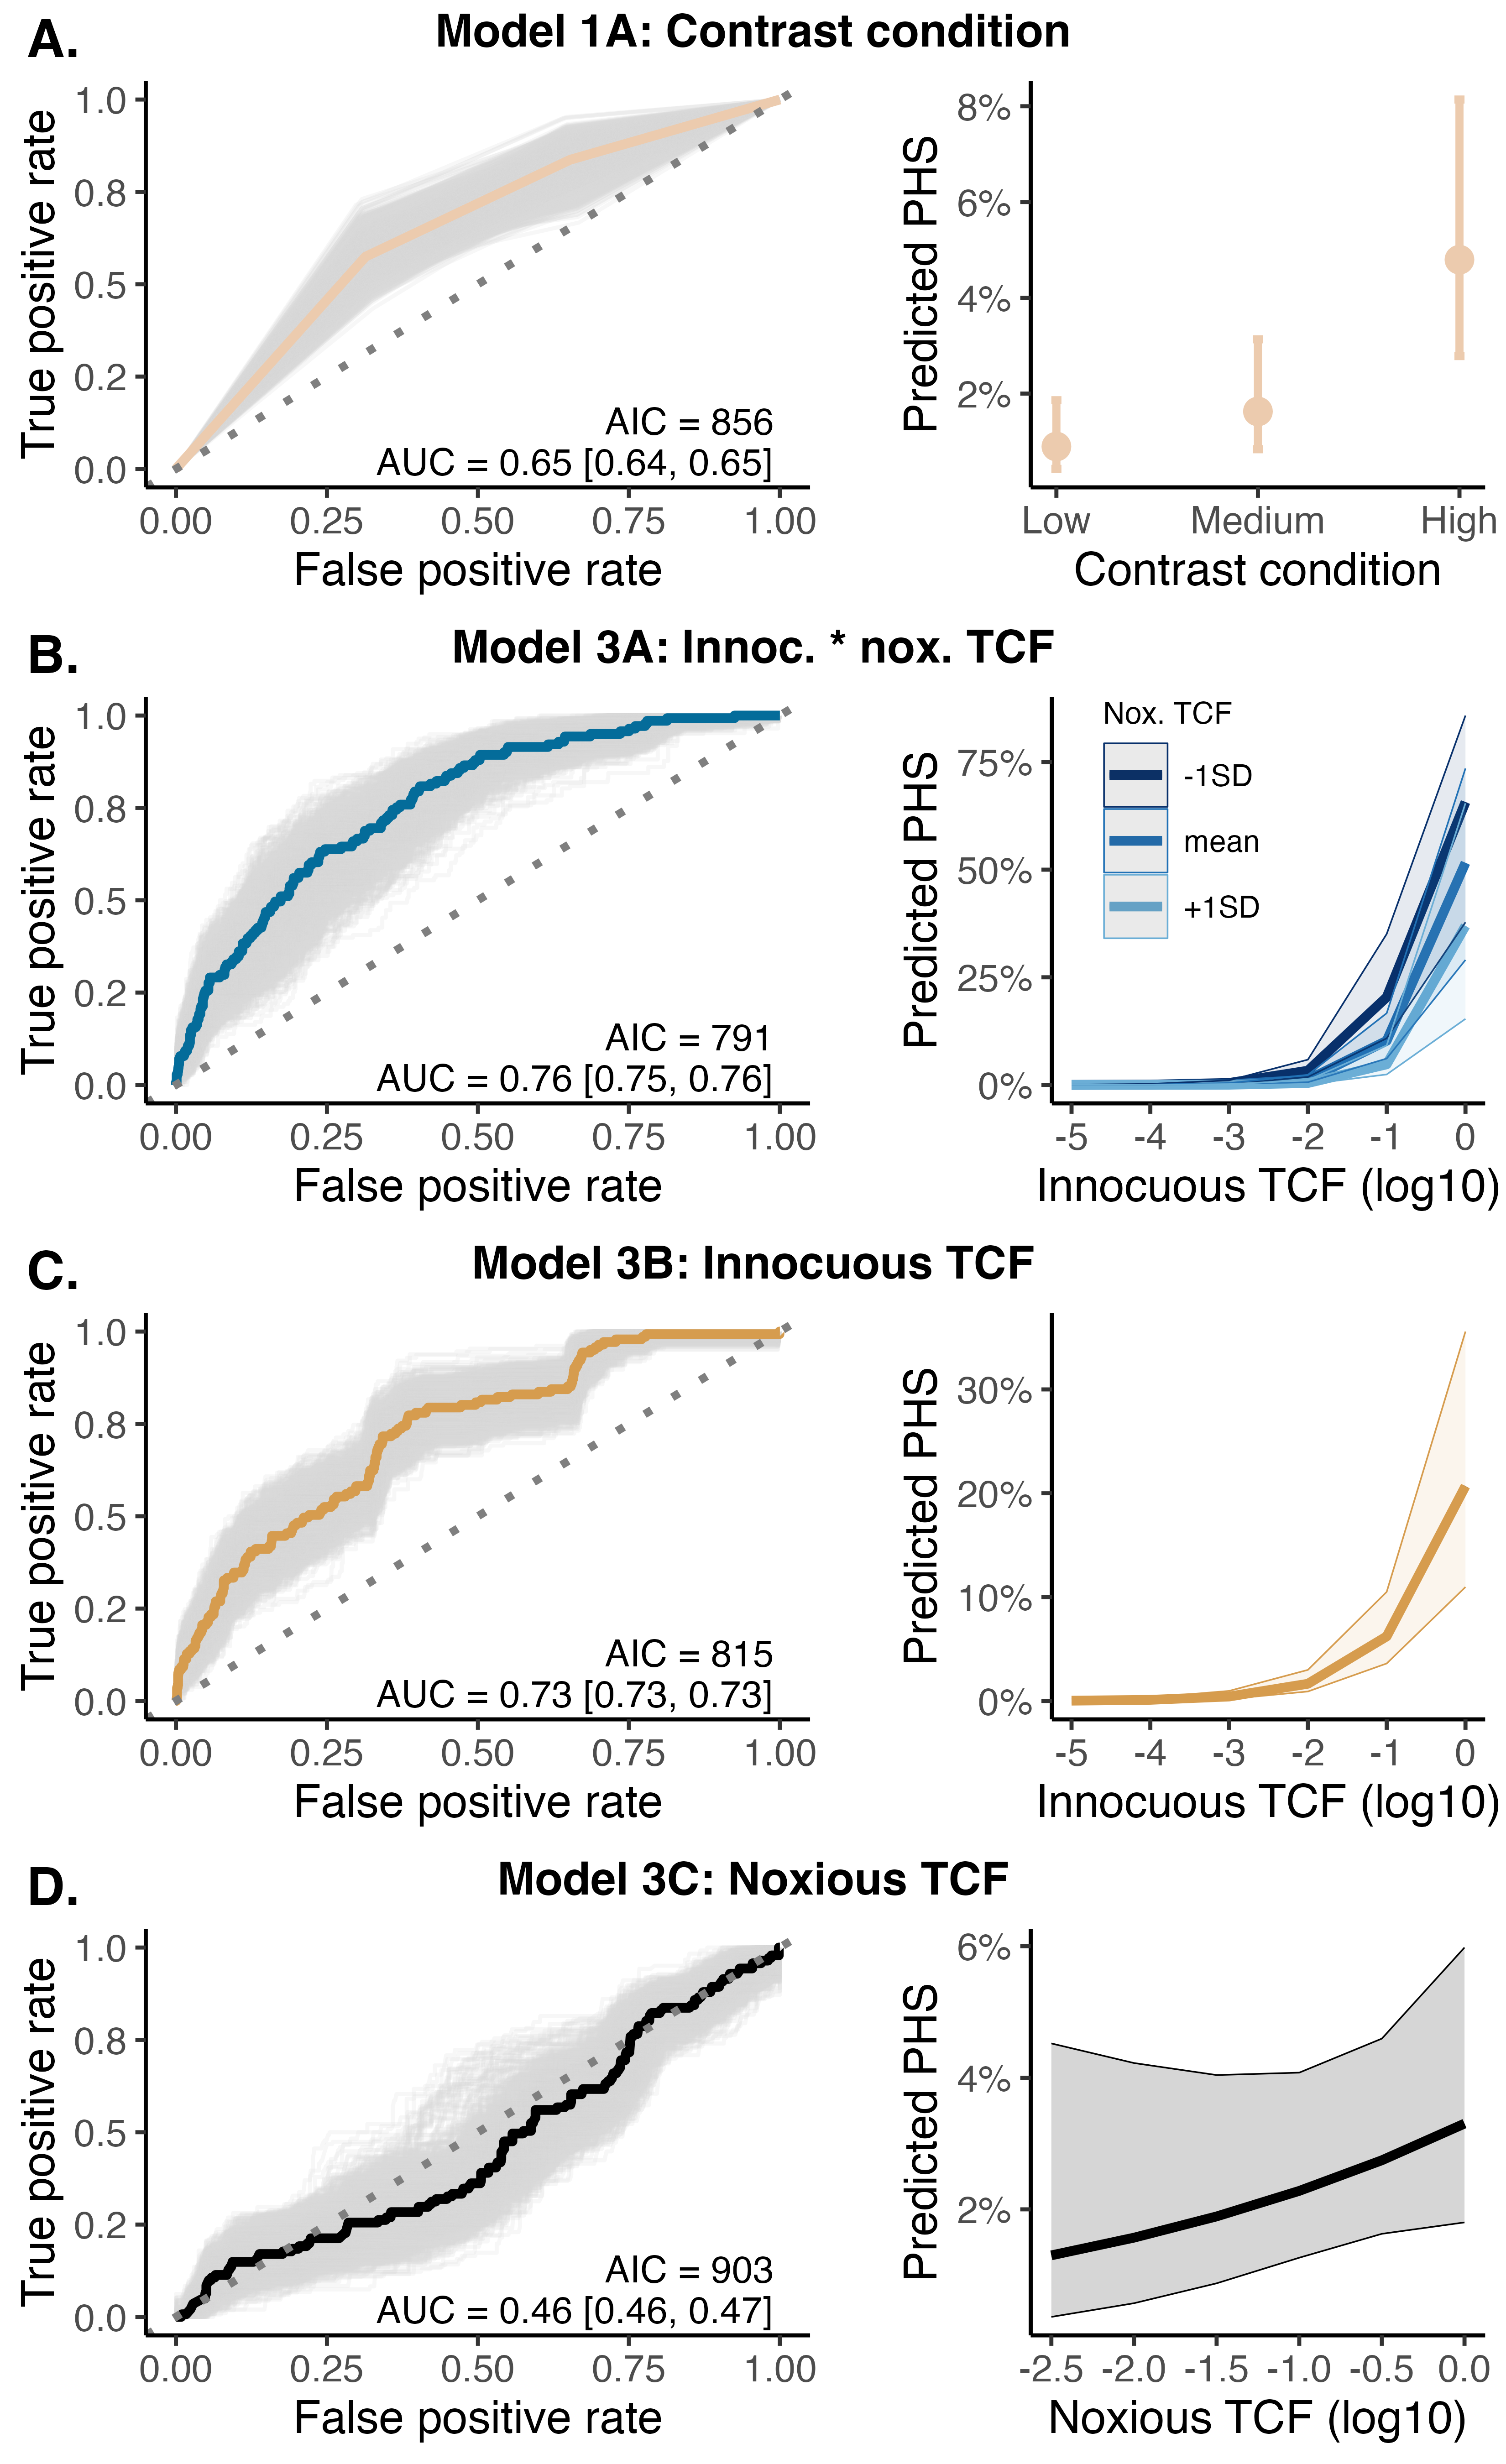 A.
Model 1A: Contrast condition
True positive rate
1.0
0.8
0.5
0.2
0.0
AIC = 856
AUC = 0.65 [0.64, 0.65]
0.00 0.25 0.50 0.75 1.00
False positive rate
Predicted PHS
8%
6%
4%
2%
Low Medium High
Contrast condition
B.
Model 3A: Innoc. * nox. TCF
True positive rate
1.0
0.8
0.5
0.2
0.0
AIC = 791
AUC = 0.76 [0.75, 0.76]
0.00 0.25 0.50 0.75 1.00
False positive rate
Predicted PHS
75%
50%
25%
0%
Nox. TCF
-1SD
mean
+1SD
-5 -4 -3 -2 -1 0
Innocuous TCF (log10)
C.
Model 3B: Innocuous TCF
True positive rate
1.0
0.8
0.5
0.2
0.0
AIC = 815
AUC = 0.73 [0.73, 0.73]
0.00 0.25 0.50 0.75 1.00
False positive rate
Predicted PHS
30%
20%
10%
0%
-5 -4 -3 -2 -1 0
Innocuous TCF (log10)
D.
Model 3C: Noxious TCF
True positive rate
1.0
0.8
0.5
0.2
0.0
AIC = 903
AUC = 0.46 [0.46, 0.47]
0.00 0.25 0.50 0.75 1.00
False positive rate
Predicted PHS
6%
4%
2%
-2.5 -2.0 -1.5 -1.0 -0.5 0.0
Noxious TCF (log10)